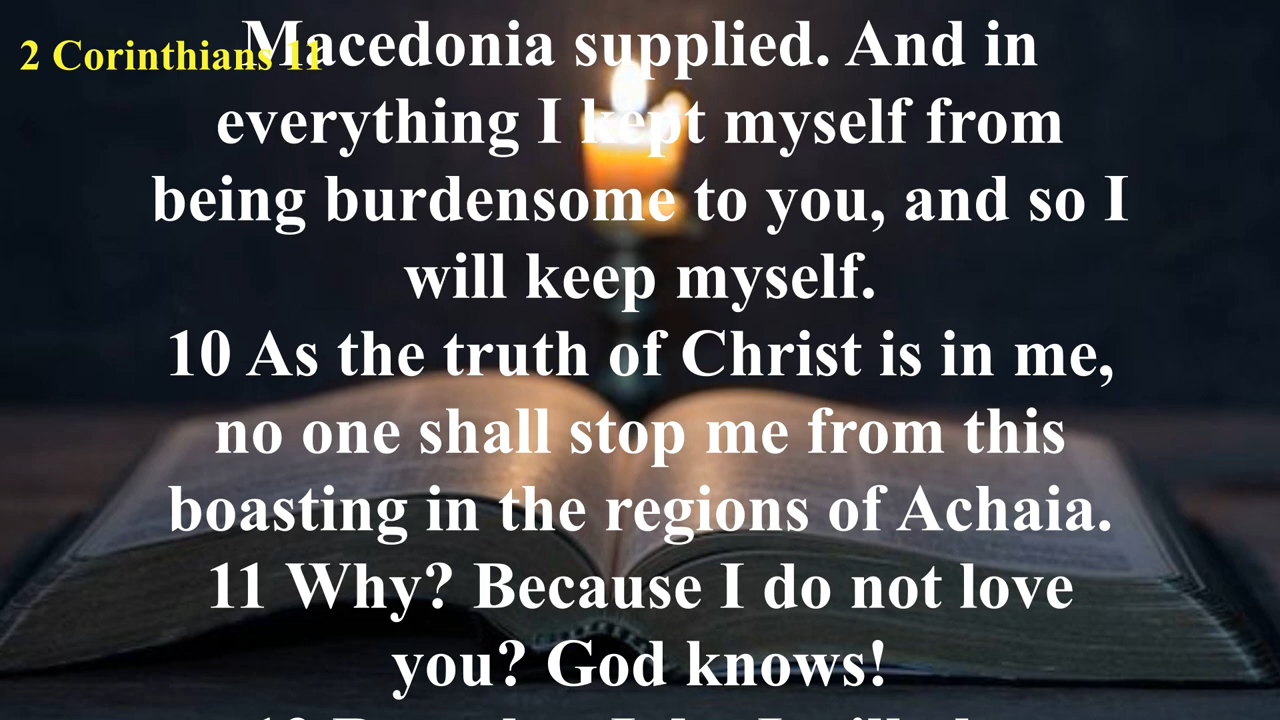 2 Corinthians 11
Macedonia supplied. And in
everything I kept myself from
being burdensome to you, and so I
will keep myself.
10 As the truth of Christ is in me,
no one shall stop me from this
boasting in the regions of Achaia.
11 Why? Because I do not love
you? God knows!